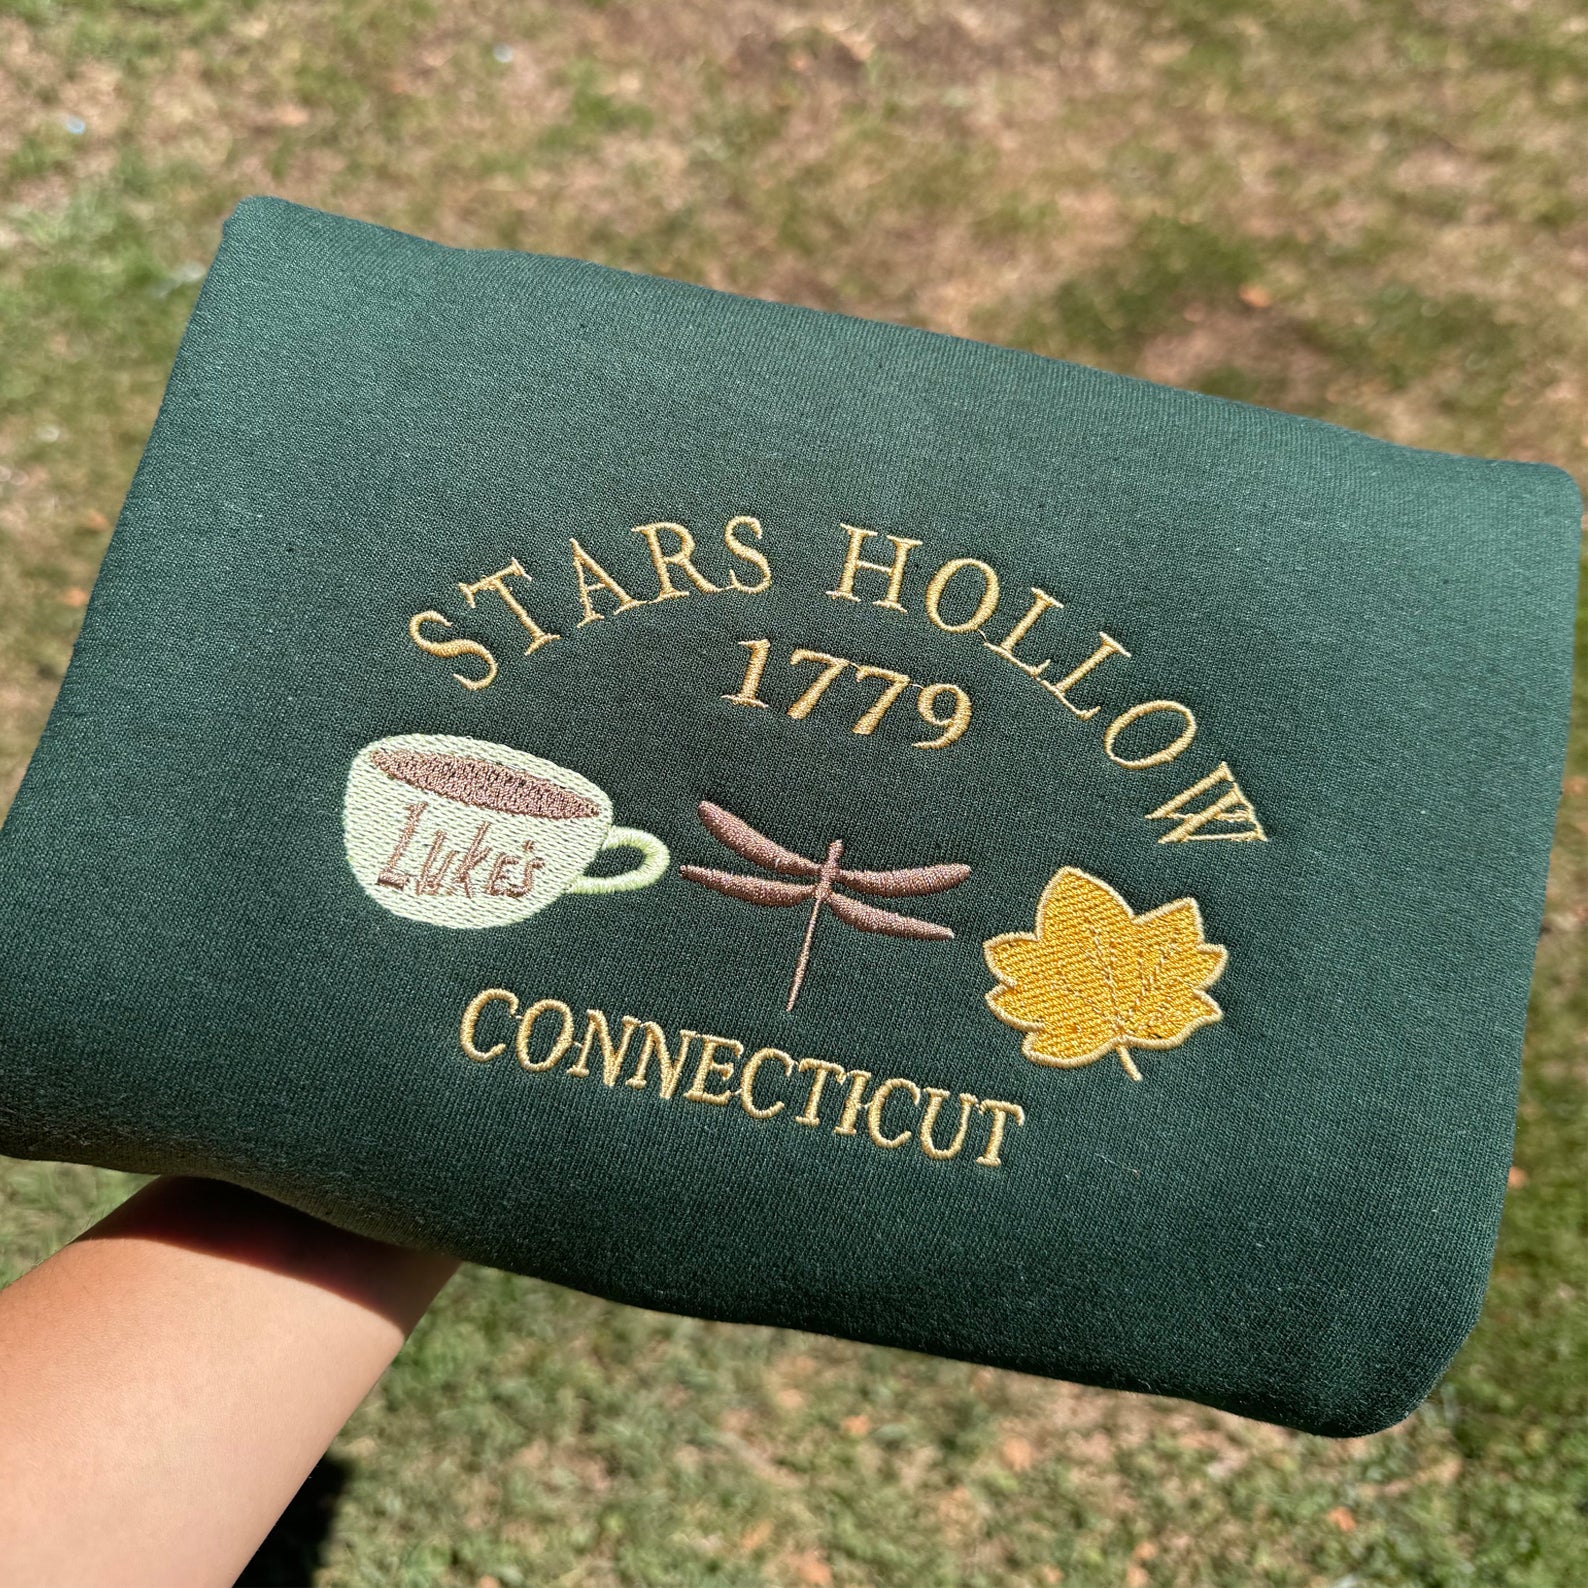 STARS HOLLOW
1779
Luke's
CONNECTICUT